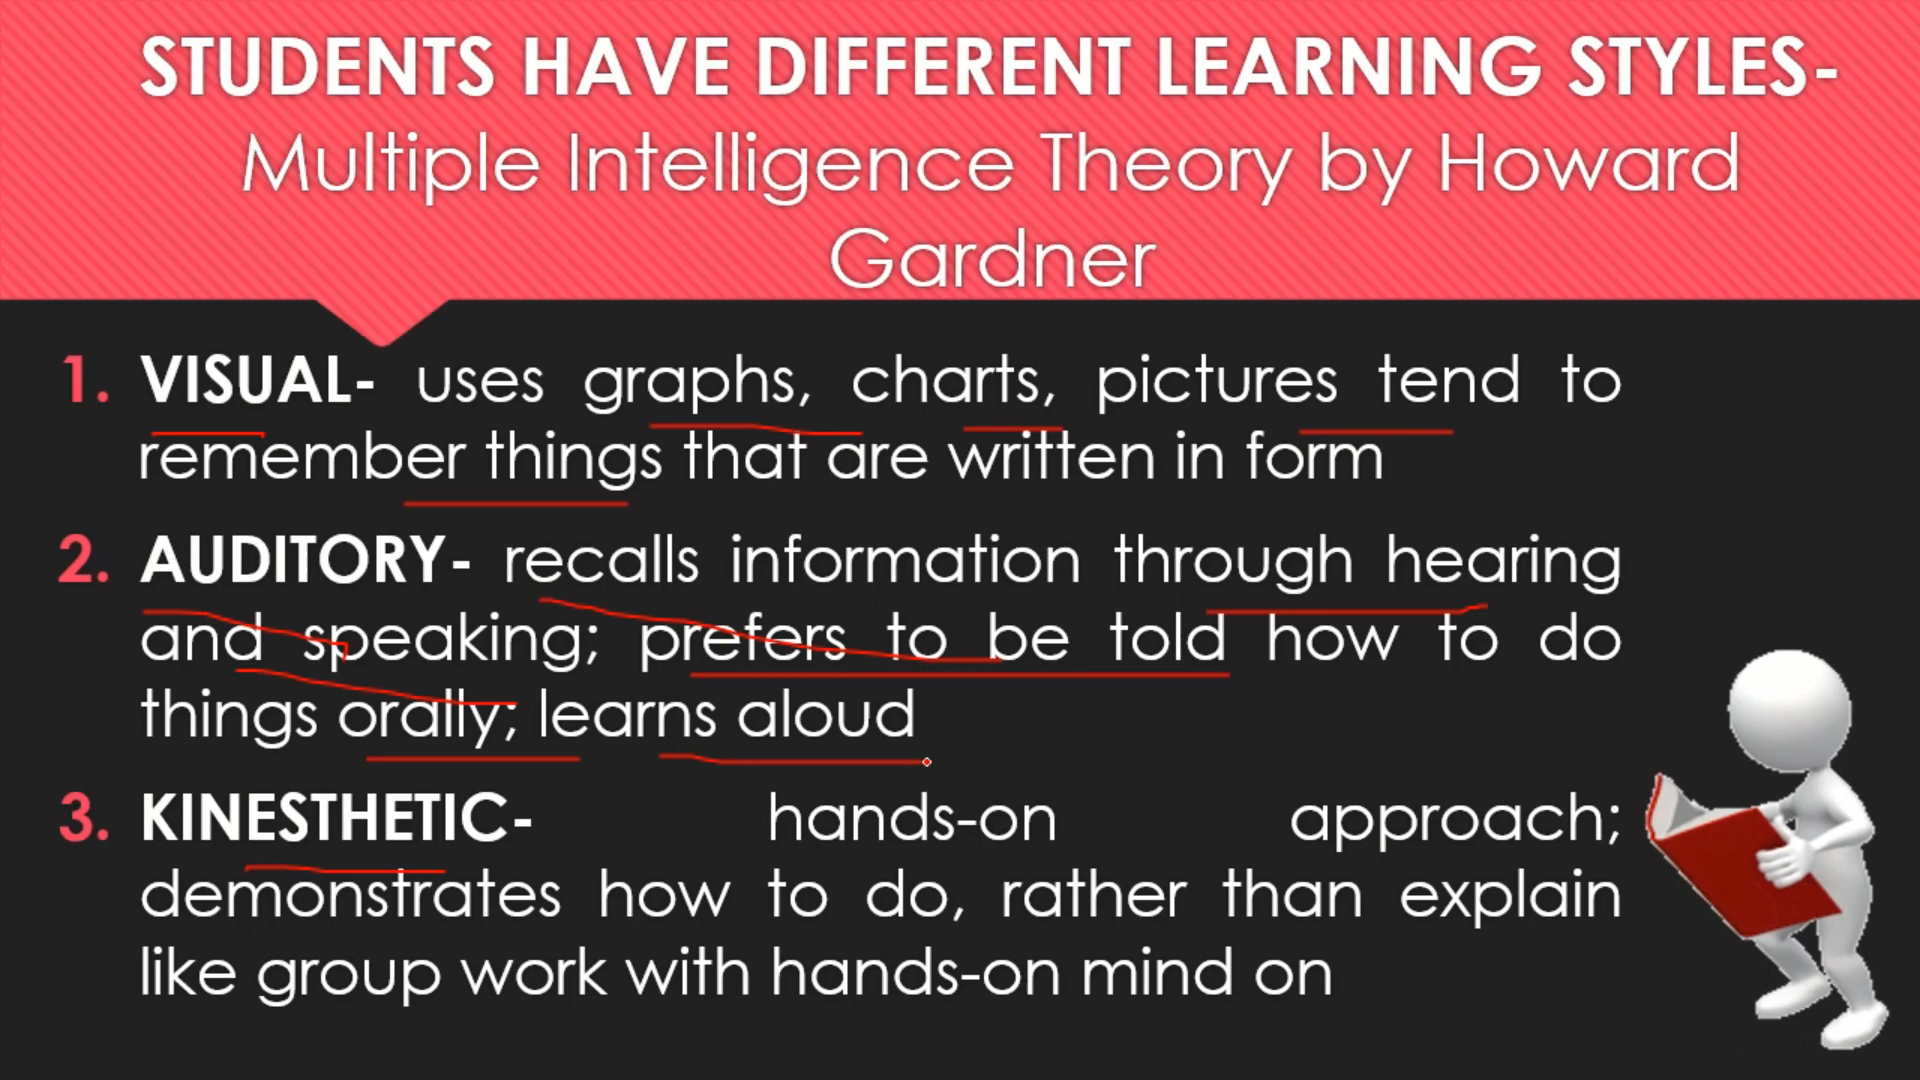 STUDENTS HAVE DIFFERENT LEARNING STYLES-
Multiple Intelligence Theory by Howard
Gardner
1. VISUAL- uses graphs, charts, pictures tend to
remember things that are written in form
2. AUDITORY- recalls information through hearing
and speaking; prefers to be told how to do
things orally; learns aloud
3. KINESTHETIC- hands-on approach;
demonstrates how to do, rather than explain
like group work with hands-on mind on